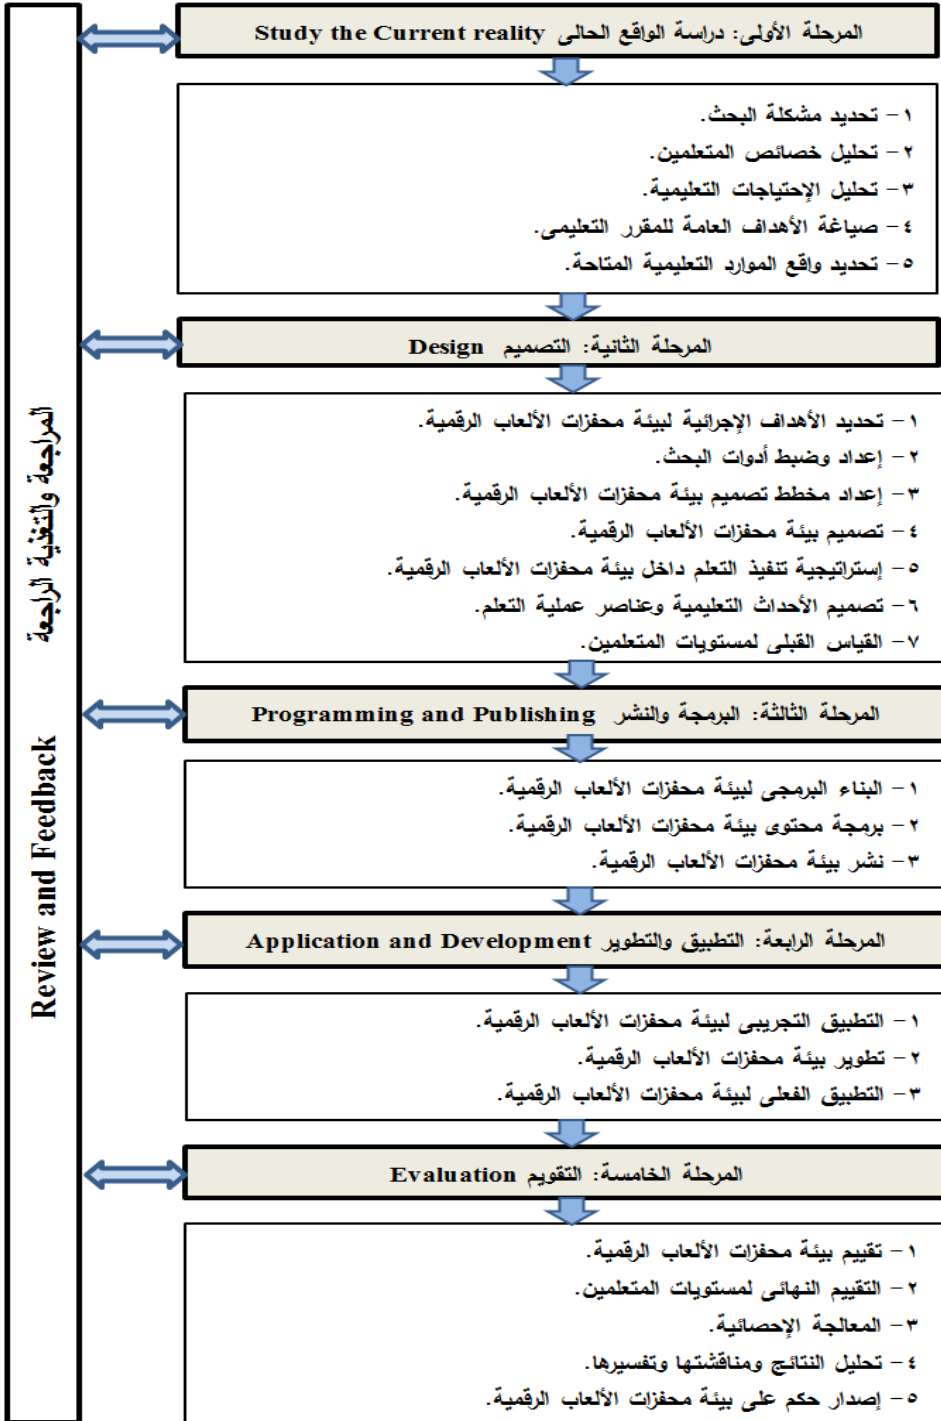 المرحلة الأولى: دراسة الواقع الحالى Study the Current reality
١- تحديد مشكلة البحث.
٢- تحليل خصائص المتعلمين.
٣- تحليل الإحتياجات التعليمية.
٤- صياغة الأهداف العامة للمقرر التعليمى.
٥- تحديد واقع الموارد التعليمية المتاحة.
المرحلة الثانية: التصميم Design
١- تحديد الأهداف الإجرائية لبيئة محفزات الألعاب الرقمية.
٢- إعداد وضبط أدوات البحث.
٣- إعداد مخطط تصميم بيئة محفزات الألعاب الرقمية.
٤- تصميم بيئة محفزات الألعاب الرقمية.
٥- إستراتيجية تنفيذ التعلم داخل بيئة محفزات الألعاب الرقمية.
٦- تصميم الأحداث التعليمية وعناصر عملية التعلم.
٧- القياس القبلى لمستويات المتعلمين.
المرحلة الثالثة: البرمجة والنشر Programming and Publishing
١- البناء البرمجى لبيئة محفزات الألعاب الرقمية.
٢- برمجة محتوى بيئة محفزات الألعاب الرقمية.
٣- نشر بيئة محفزات الألعاب الرقمية.
المرحلة الرابعة: التطبيق والتطوير Application and Development
١- التطبيق التجريبى لبيئة محفزات الألعاب الرقمية.
٢- تطوير بيئة محفزات الألعاب الرقمية.
٣- التطبيق الفعلى لبيئة محفزات الألعاب الرقمية.
المرحلة الخامسة: التقويم Evaluation
١- تقييم بيئة محفزات الألعاب الرقمية.
٢- التقييم النهائى لمستويات المتعلمين.
٣- المعالجة الإحصائية.
٤- تحليل النتائج ومناقشتها وتفسيرها.
٥- إصدار حكم على بيئة محفزات الألعاب الرقمية.
المراجعة والتغذية الراجعة Review and Feedback